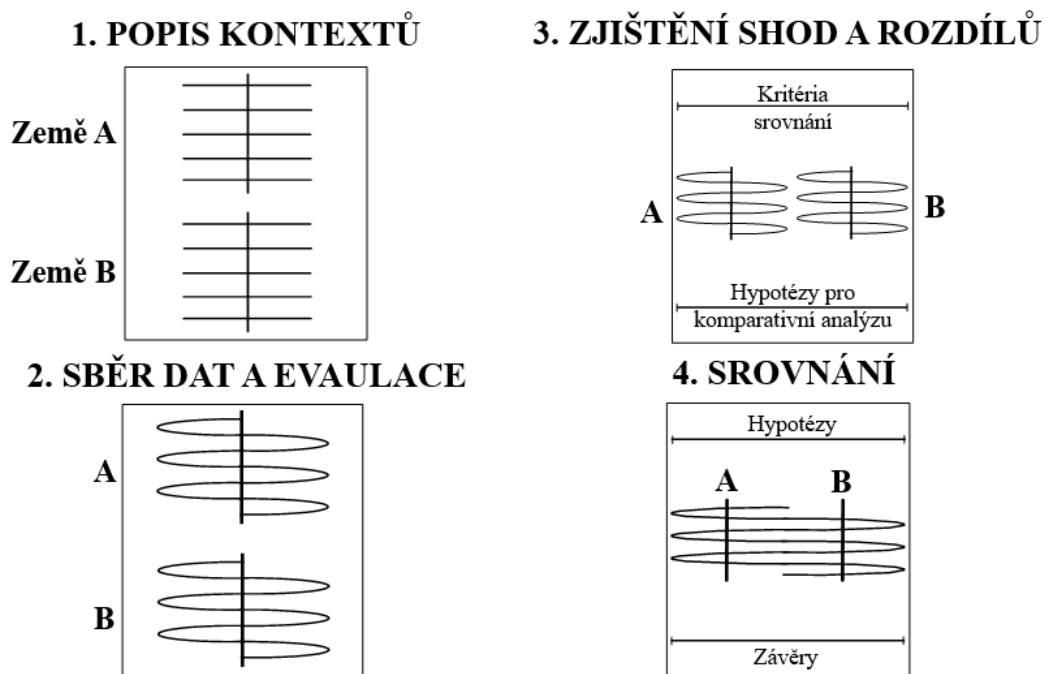 1. POPIS KONTEXTŮ
Země A
Země B
2. SBĚR DAT A EVAULACE
A
B
3. ZJIŠTĚNÍ SHOD A ROZDÍLŮ
Kritéria
srovnání
A
B
Hypotézy pro
komparativní analýzu
4. SROVNÁNÍ
Hypotézy
A B
Závěry